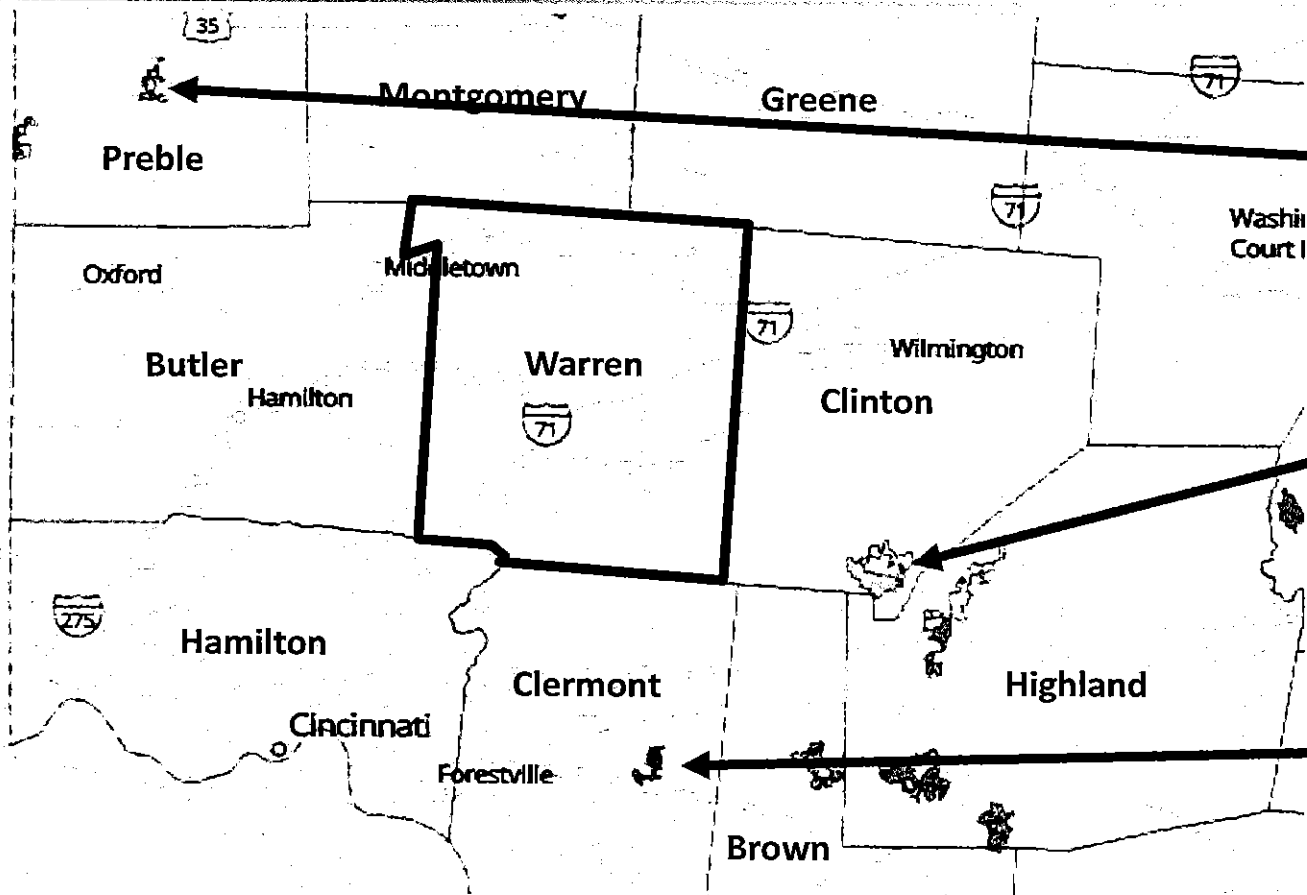 35
71
Montgomery
Greene
Preble
71
Washin
Court
Oxford
Middletown
71
Butler
Warren
Wilmington
Hamilton
Clinton
71
275
Hamilton
Clermont
Highland
Cincinnati
Forestville
Brown